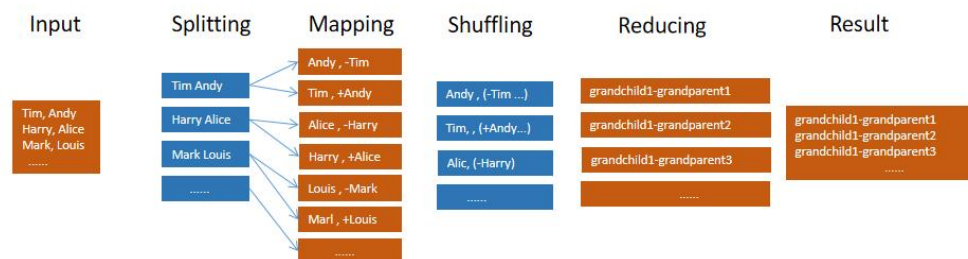 Input
Splitting
Mapping
Shuffling
Reducing
Result
Tim, Andy
Harry, Alice
Mark, Louis
......
Tim Andy
Harry Alice
Mark Louis
......
Andy , -Tim
Tim , +Andy
Alice , -Harry
Harry , +Alice
Louis , -Mark
Marl , +Louis
......
Andy , (-Tim ...)
Tim, , (+Andy...)
Alic, (-Harry)
......
grandchild1-grandparent1
grandchild1-grandparent2
grandchild1-grandparent3
......
grandchild1-grandparent1
grandchild1-grandparent2
grandchild1-grandparent3
......